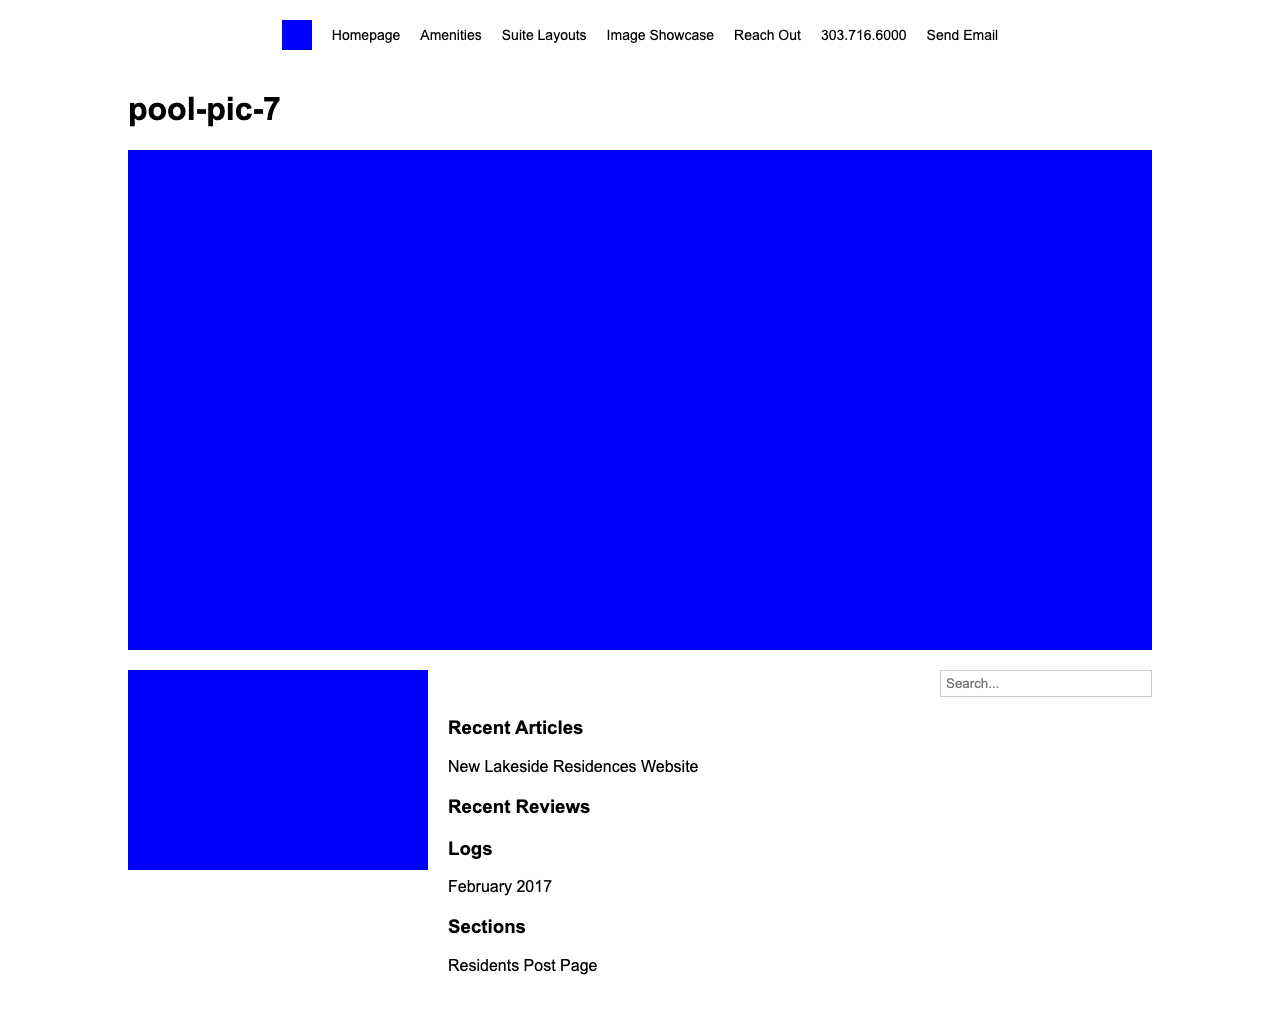 Homepage Amenities Suite Layouts Image Showcase Reach Out 303.716.6000 Send Email
pool-pic-7
Search...
Recent Articles
New Lakeside Residences Website
Recent Reviews
Logs
February 2017
Sections
Residents Post Page